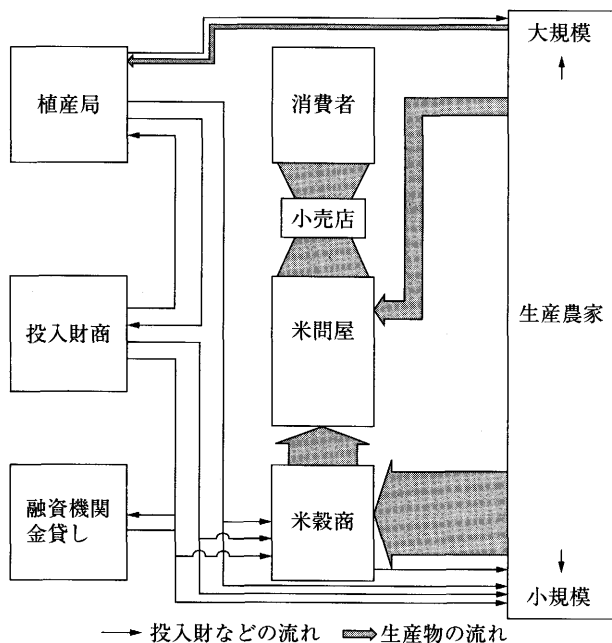 大規模
植産局
消費者
小売店
投入財商
米問屋
生産農家
融資機関
金貸し
米穀商
小規模
投入財などの流れ
生産物の流れ